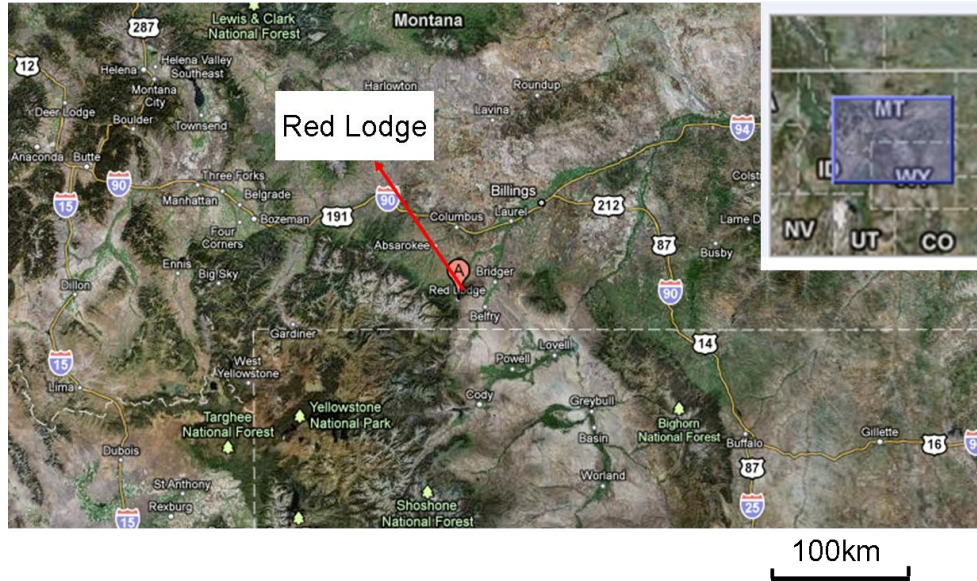 Lewis & Clark
National Forest
Montana
287
12
Helena
Helena Valley
Southeast
Montana
City
Harlowton
Roundup
Deer Lodge
Boulder
Townsend
Lavina
94
Red Lodge
Anaconda
Butte
90
15
Three Forks
Manhattan
Belgrade
Bozeman
191
90
Four
Corners
Columbus
Billings
Laurel
212
87
90
Colst
Lame D
Busby
Absarokee
A
Bridger
Red Lodge
Belfry
Ennis
Big Sky
Dillon
Gardiner
14
15
Lima
West
Yellowstone
Lovell
Powell
Cody
Greybull
Basin
Targhee
National Forest
Yellowstone
National Park
Bighorn
National Forest
Buffalo
Gillette
16
9
Dubois
87
Worland
St Anthony
Rexburg
Shoshone
National Forest
15
25
MT
ID
WY
NV
UT
CO
100km